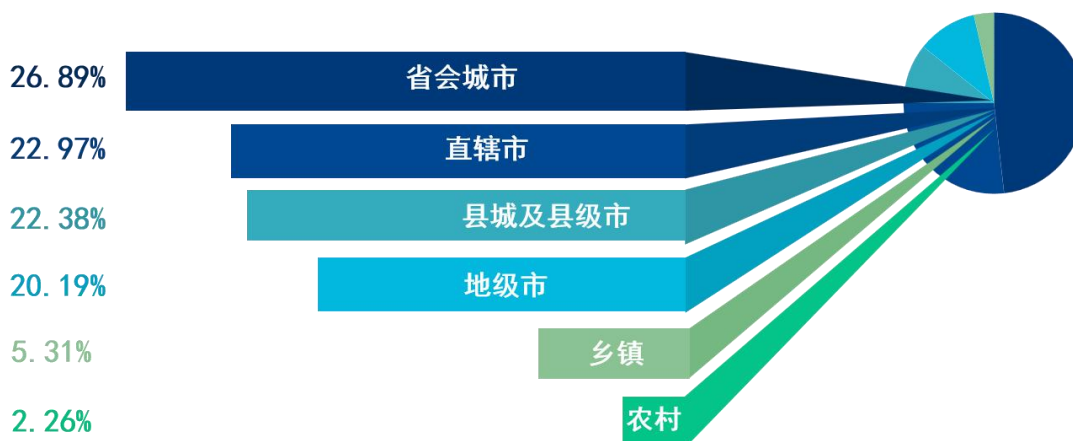 26.89% 省会城市
22.97% 直辖市
22.38% 县城及县级市
20.19% 地级市
5.31% 乡镇
2.26% 农村